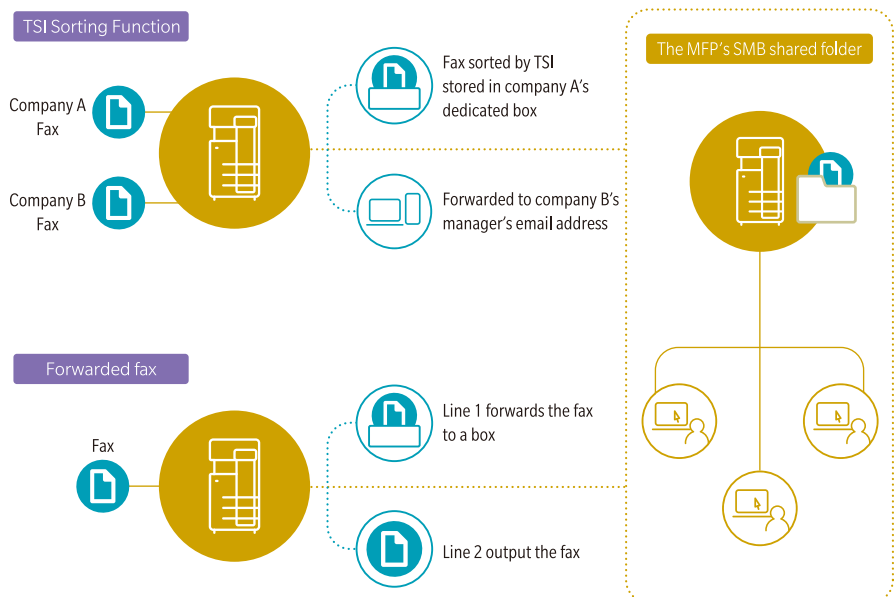 TSI Sorting Function
Company A
Fax
Company B
Fax
Fax sorted by TSI
stored in company A's
dedicated box
Forwarded to company B's
manager's email address
The MFP's SMB shared folder
Forwarded fax
Fax
Line 1 forwards the fax
to a box
Line 2 output the fax